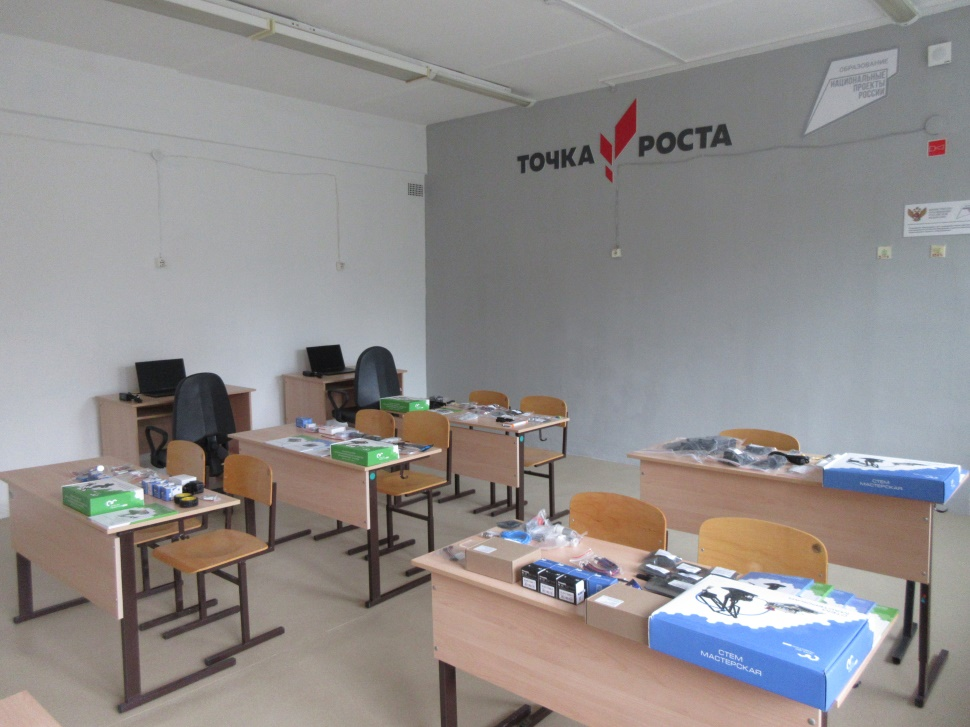 ОБРАЗОВАНИЕ
НАЦИОНАЛЬНЫЕ
ПРОЕКТЫ
РОССИИ
ТОЧКА РОСТА
СТЕМ
МАСТЕРСКАЯ
СТЕМ
МАСТЕРСКАЯ